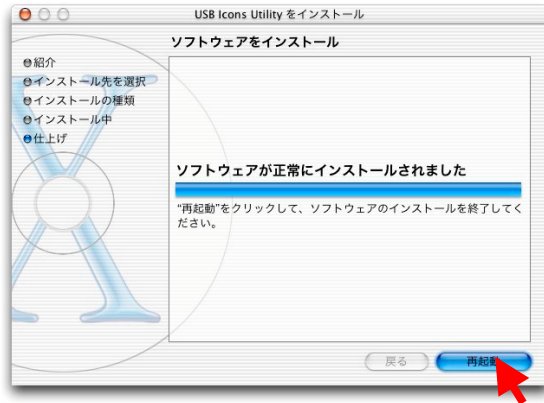 USB Icons Utility をインストール
ソフトウェアをインストール
紹介
インストール先を選択
インストールの種類
インストール中
仕上げ
ソフトウェアが正常にインストールされました
“再起動”をクリックして、ソフトウェアのインストールを終了してく
ださい。
戻る
再起動